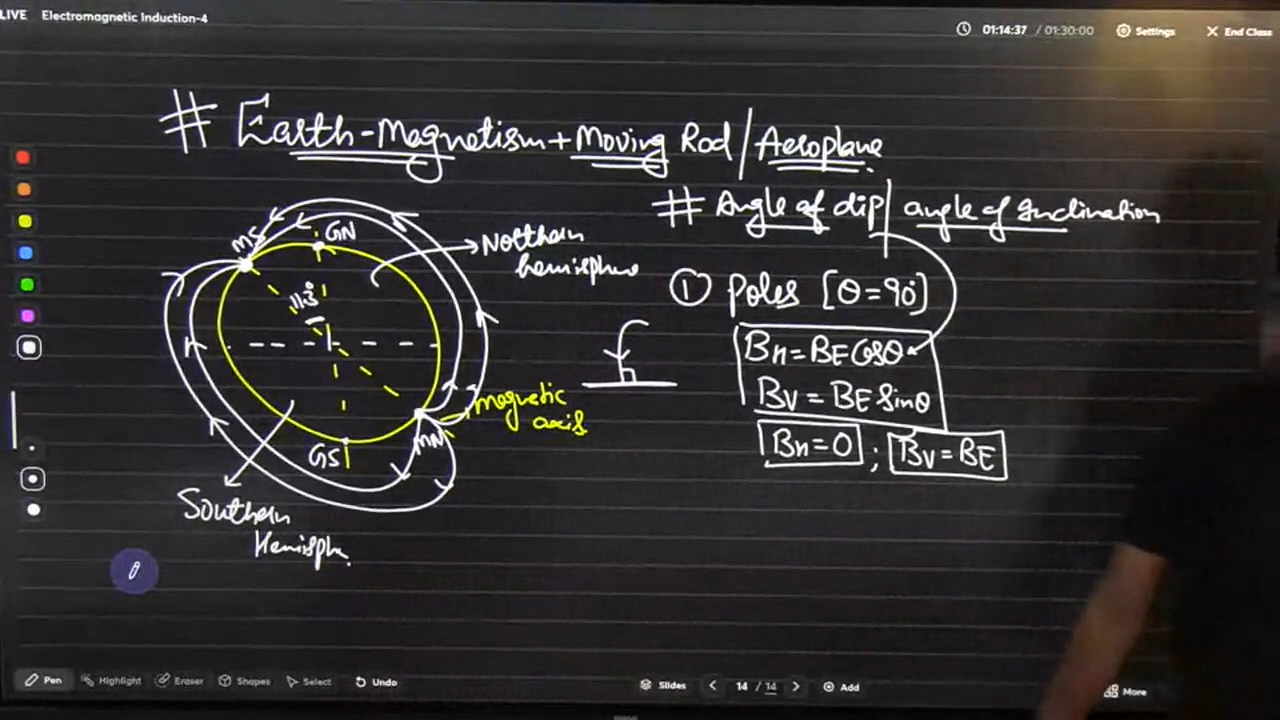 LIVE Electromagnetic Induction-4
01:14:37 / 01:30:00 Settings End Class
# Earth-Magnetism + Moving Rod / Aeroplane
# Angle of dip / angle of Inclination
MS GN
Northern
hemisphere
11.3°
① Poles [θ=90°]
BH = BE Cosθ
BV = BE Sinθ
BH = 0 ; BV = BE
magnetic
axis
GS MN
Southern
Hemisphe.
Pen Highlight Eraser Shapes Select Undo
Slides 14 / 14 Add
More